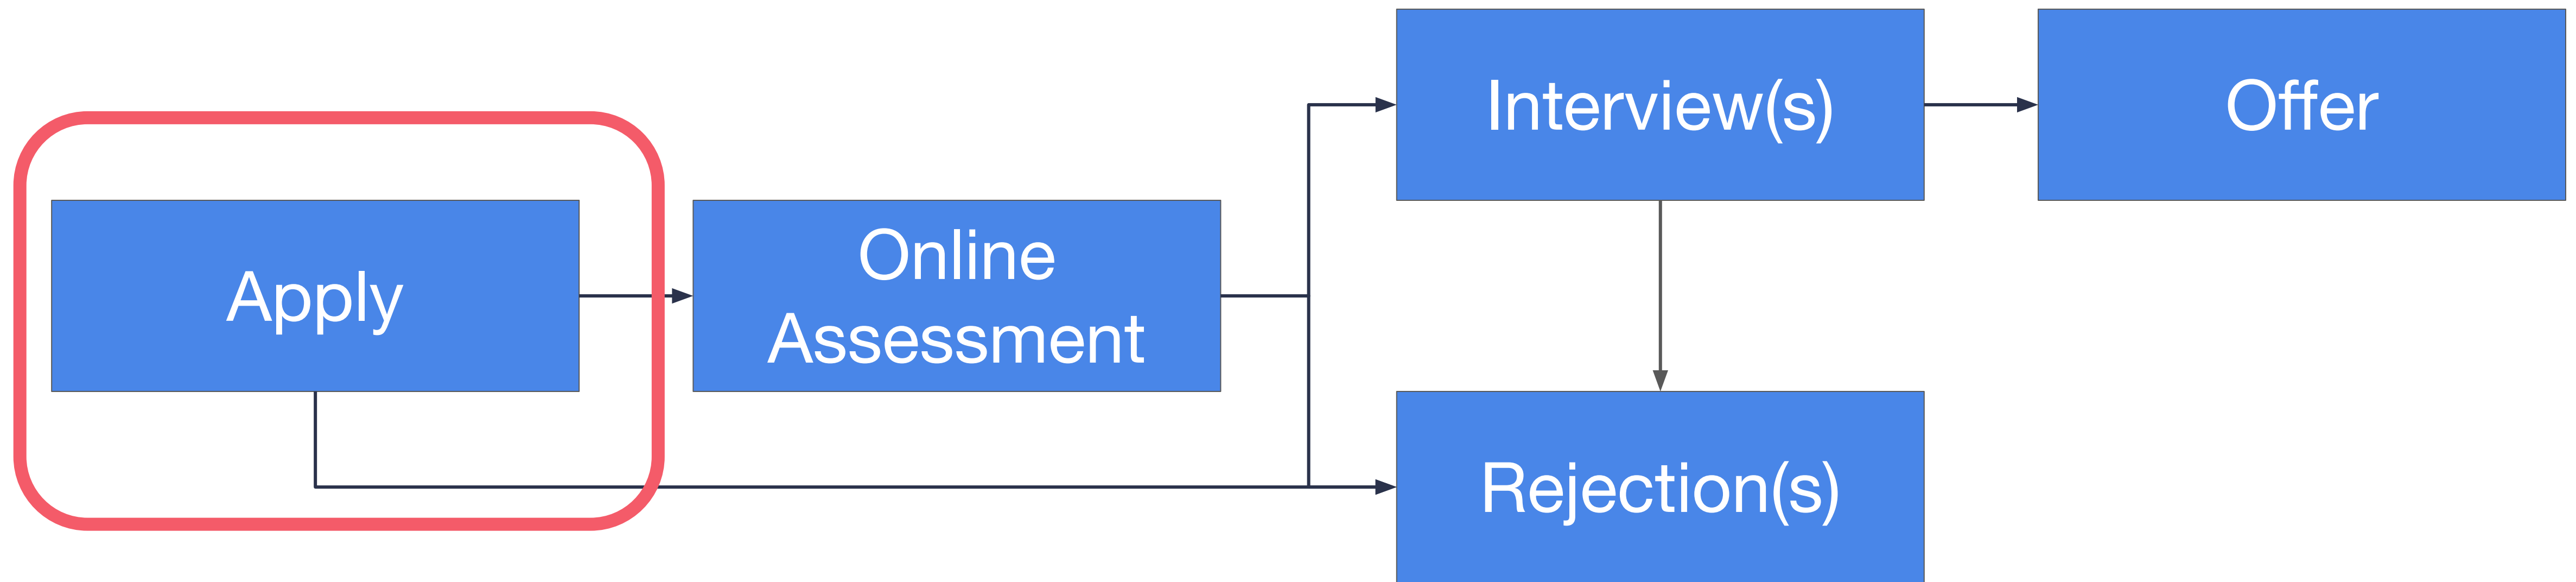 Apply
Online
Assessment
Interview(s)
Offer
Rejection(s)